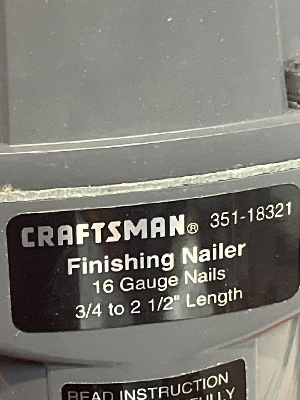 CRAFTSMAN® 351-18321
Finishing Nailer
16 Gauge Nails
3/4 to 2 1/2" Length
READ INSTRUCTION